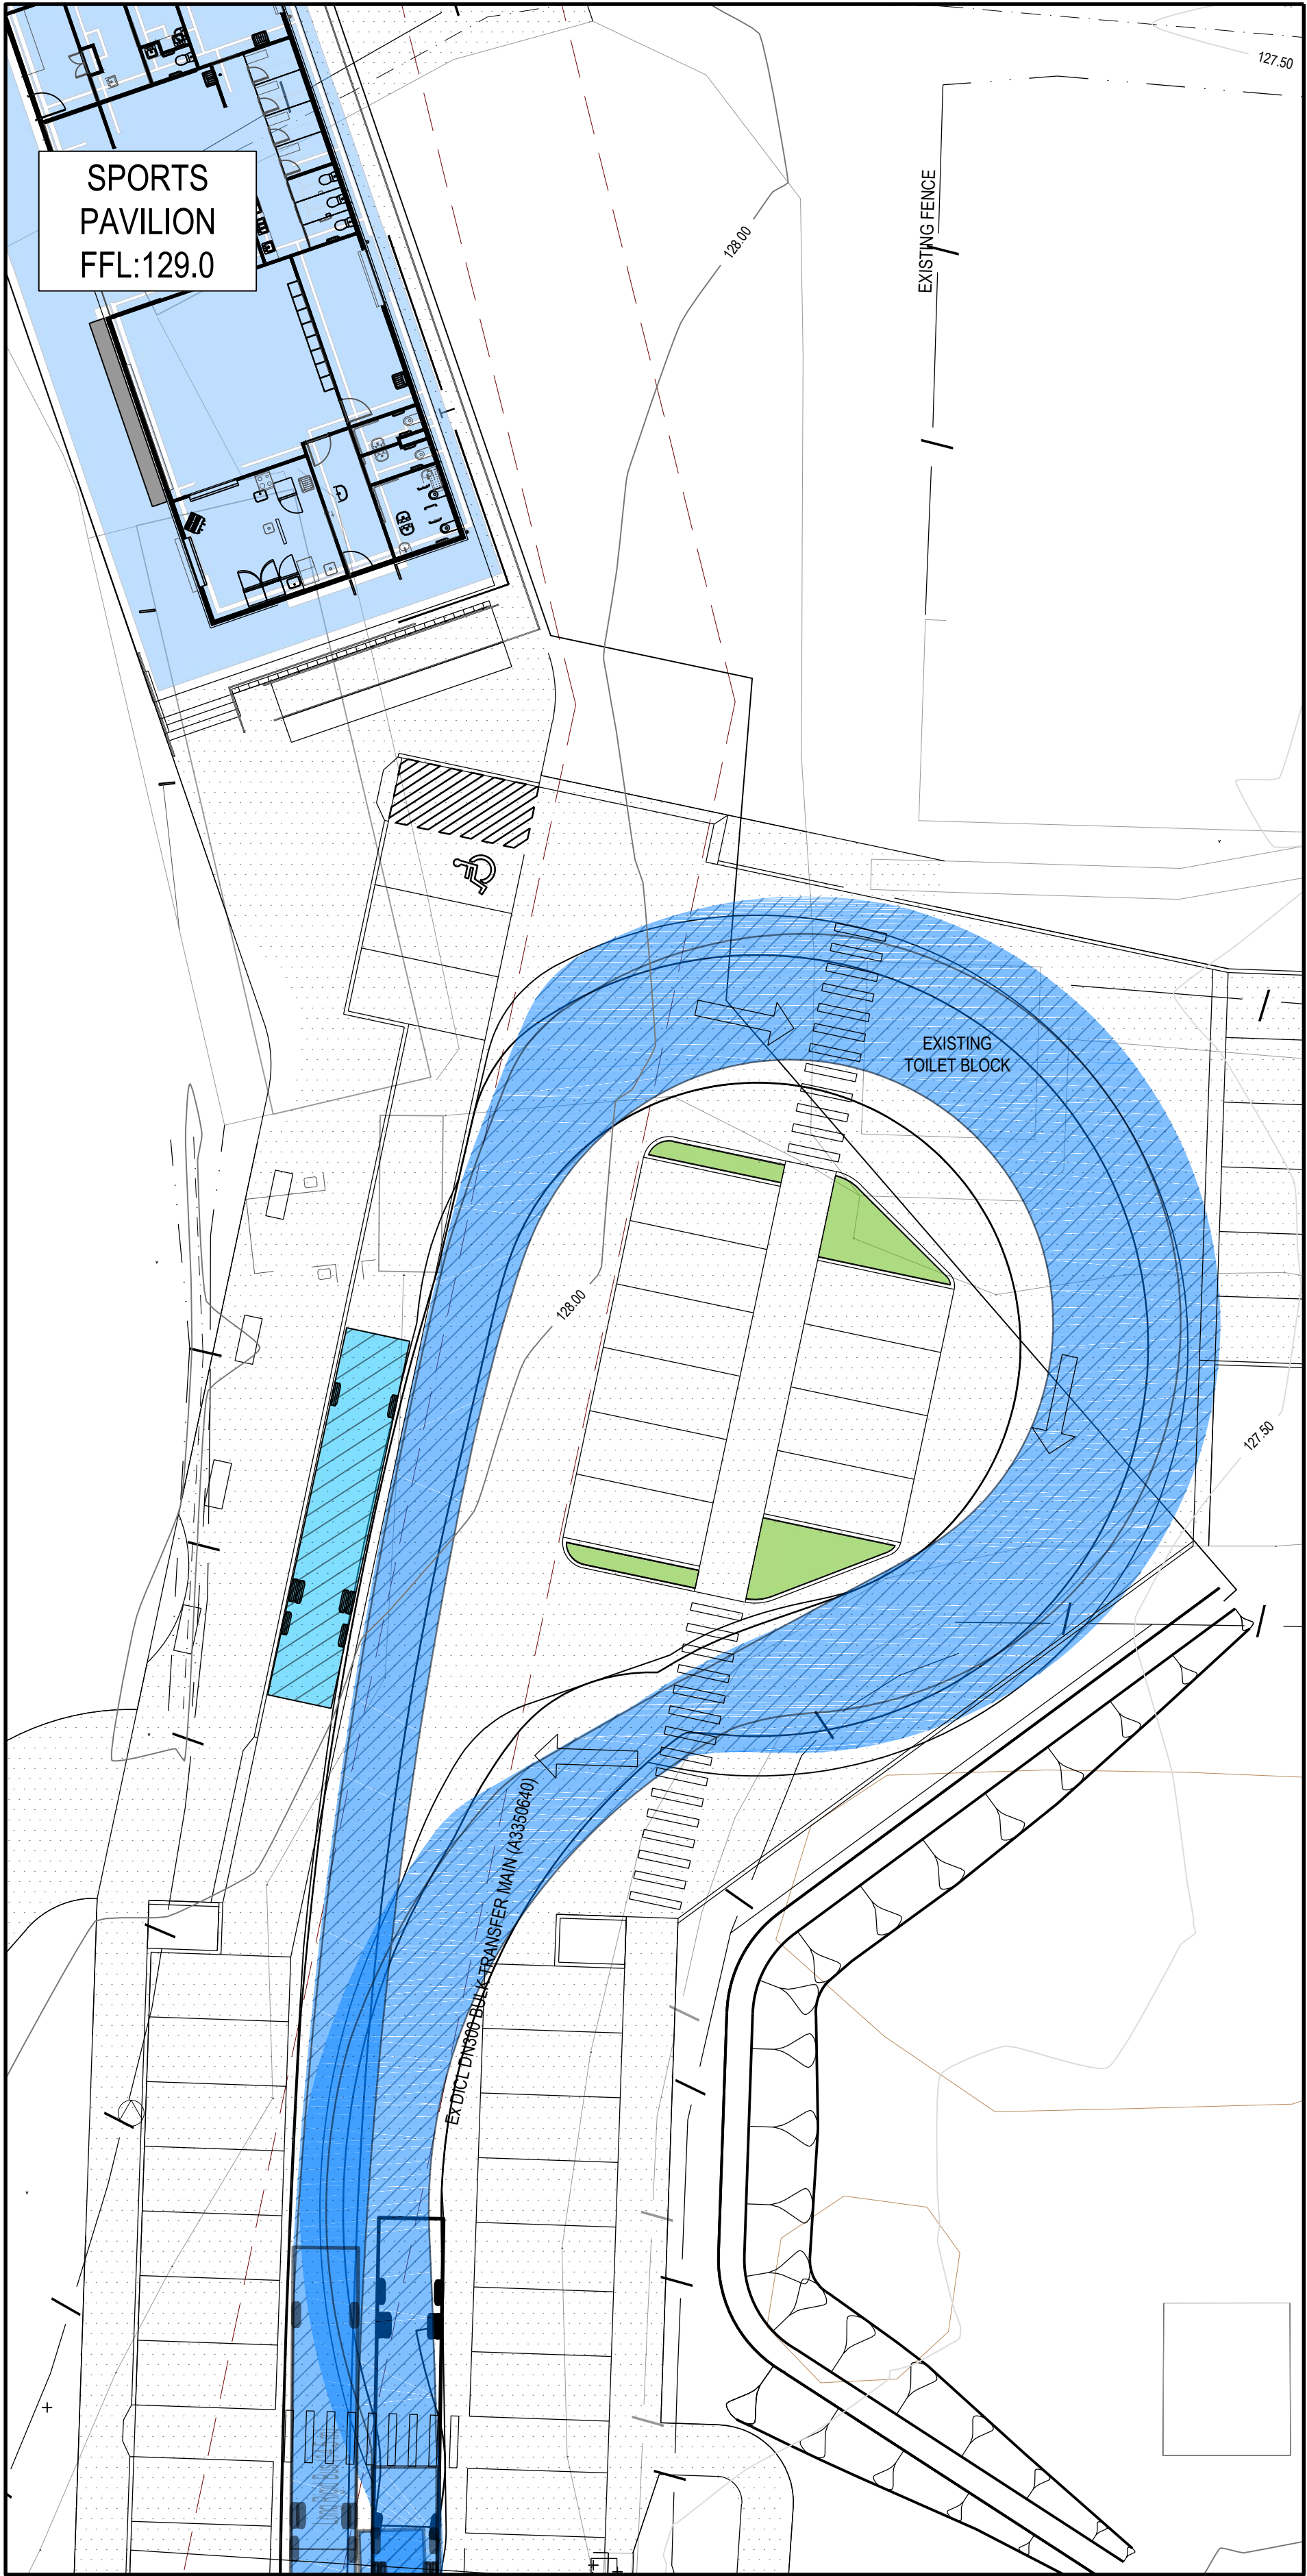 127.50
SPORTS
PAVILION
FFL:129.0
EXISTING FENCE
128.00
EXISTING
TOILET BLOCK
128.00
127.50
Ex DICL DN300 BULK TRANSFER MAIN (A3350640)